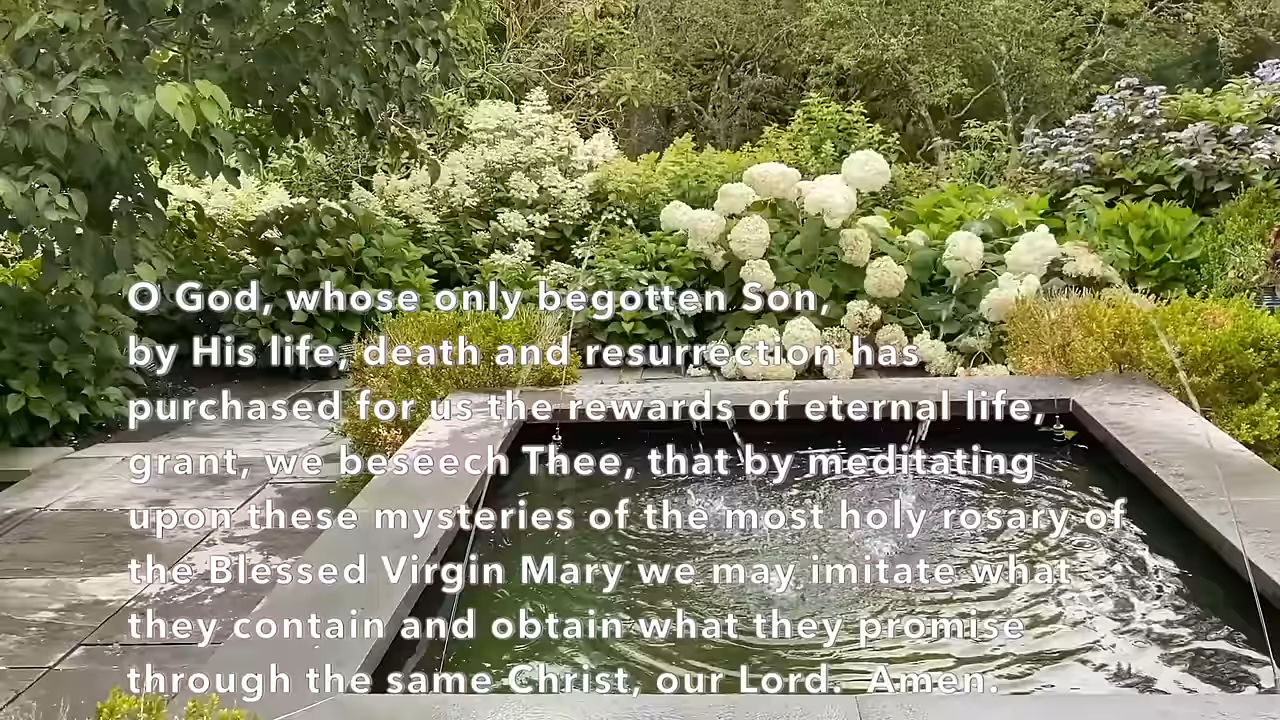 O God, whose only begotten Son,
by His life, death and resurrection has
purchased for us the rewards of eternal life,
grant, we beseech Thee, that by meditating
upon these mysteries of the most holy rosary of
the Blessed Virgin Mary we may imitate what
they contain and obtain what they promise
through the same Christ, our Lord.  Amen.